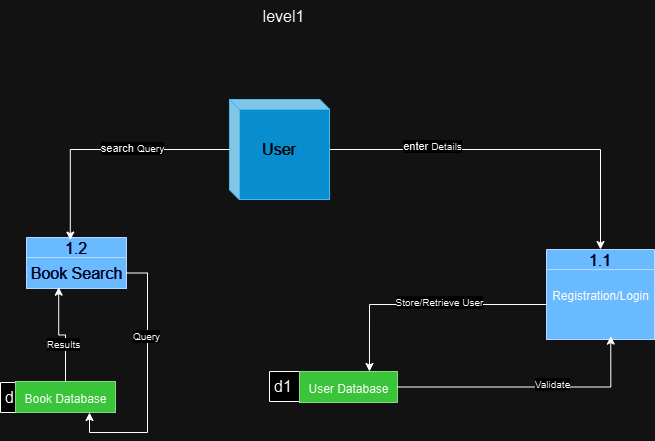 level1
User
search Query
enter Details
1.2
Book Search
1.1
Registration/Login
Store/Retrieve User
Query
Results
d
Book Database
d1
User Database
Validate